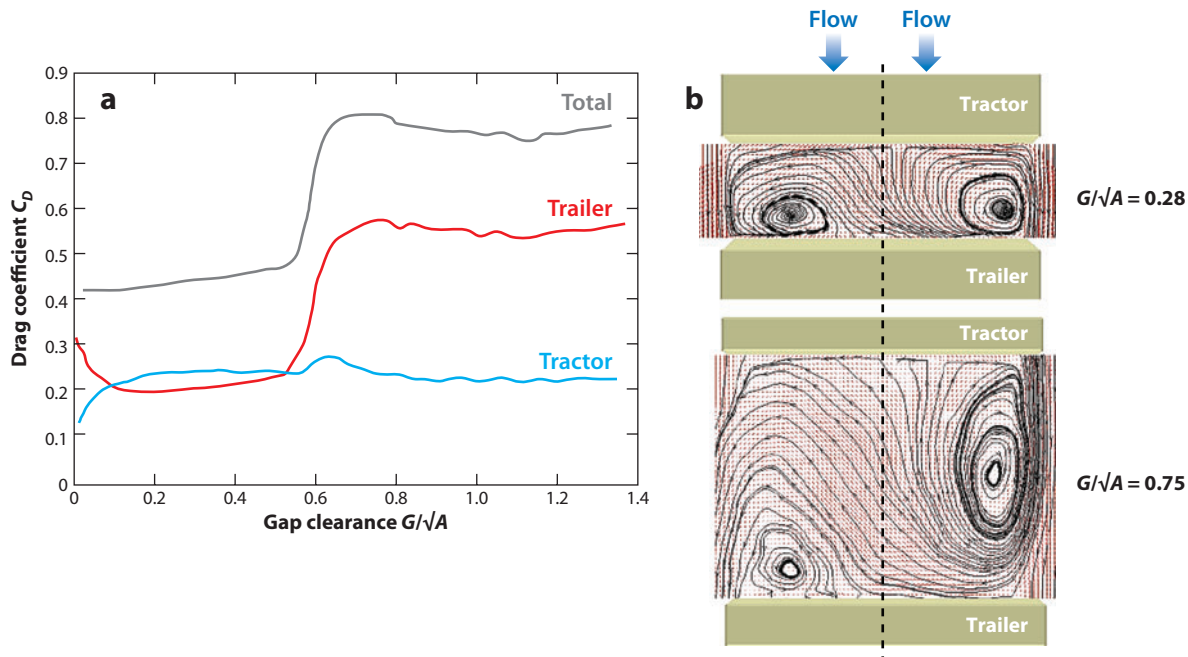 a
Total
Trailer
Tractor
Drag coefficient C_D
0.9
0.8
0.7
0.6
0.5
0.4
0.3
0.2
0.1
0
0
0.2
0.4
0.6
0.8
1.0
1.2
1.4
Gap clearance G/√A
b
Flow
Flow
Tractor
G/√A = 0.28
Trailer
Tractor
G/√A = 0.75
Trailer